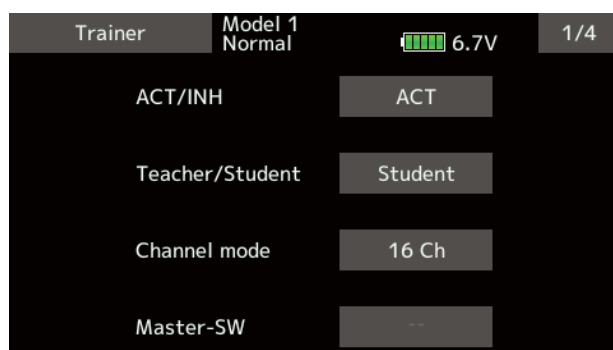 Trainer
Model 1
Normal
6.7V
1/4
ACT/INH ACT
Teacher/Student Student
Channel mode 16 Ch
Master-SW --